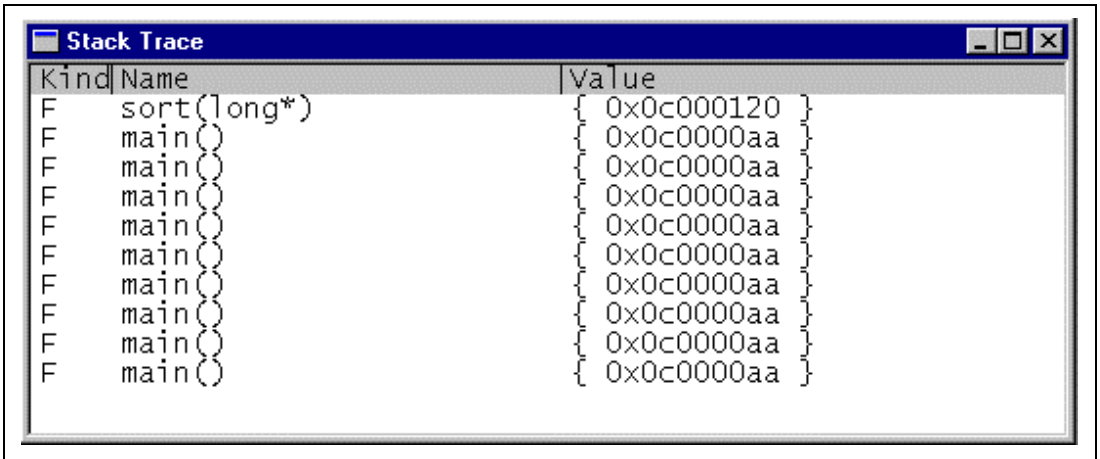 Stack Trace
Kind Name Value
F sort(long*) { 0x0c000120 }
F main() { 0x0c0000aa }
F main() { 0x0c0000aa }
F main() { 0x0c0000aa }
F main() { 0x0c0000aa }
F main() { 0x0c0000aa }
F main() { 0x0c0000aa }
F main() { 0x0c0000aa }
F main() { 0x0c0000aa }
F main() { 0x0c0000aa }